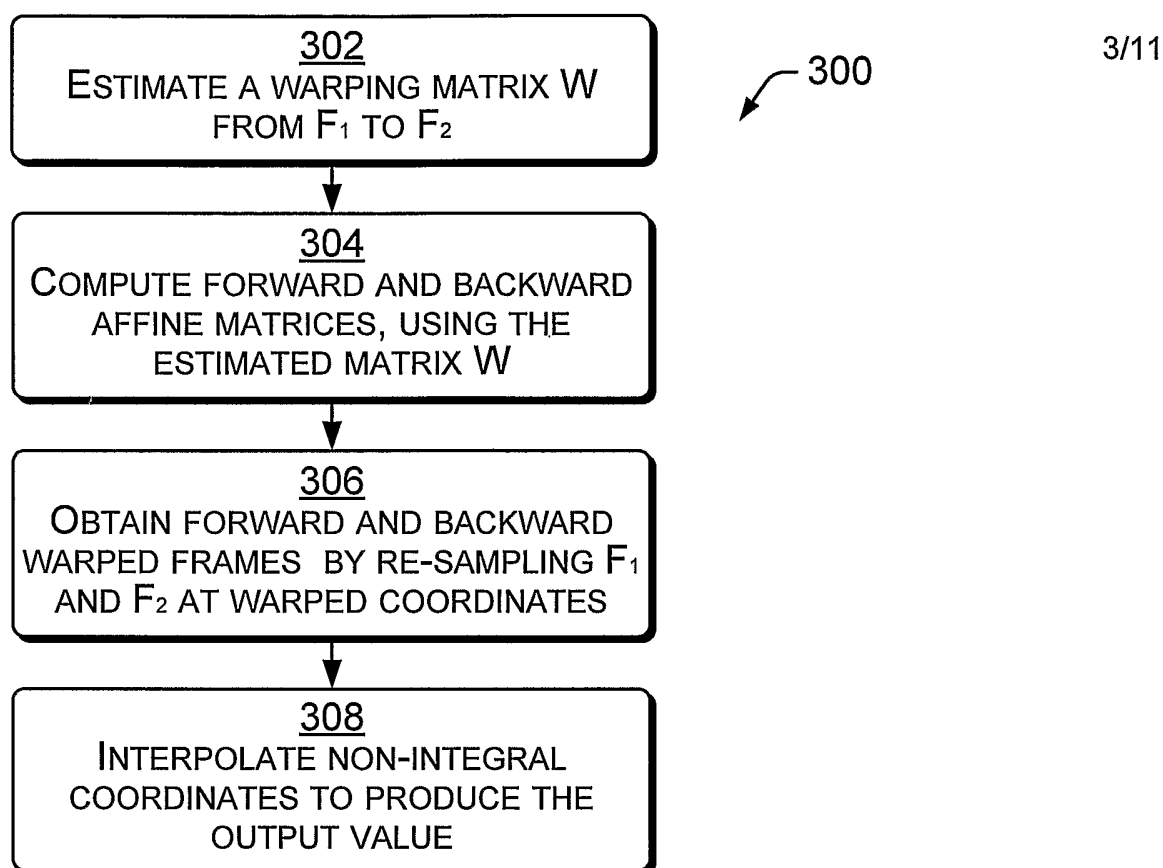 302
ESTIMATE A WARPING MATRIX W
FROM F1 TO F2
300
3/11
304
COMPUTE FORWARD AND BACKWARD
AFFINE MATRICES, USING THE
ESTIMATED MATRIX W
306
OBTAIN FORWARD AND BACKWARD
WARPED FRAMES BY RE-SAMPLING F1
AND F2 AT WARPED COORDINATES
308
INTERPOLATE NON-INTEGRAL
COORDINATES TO PRODUCE THE
OUTPUT VALUE